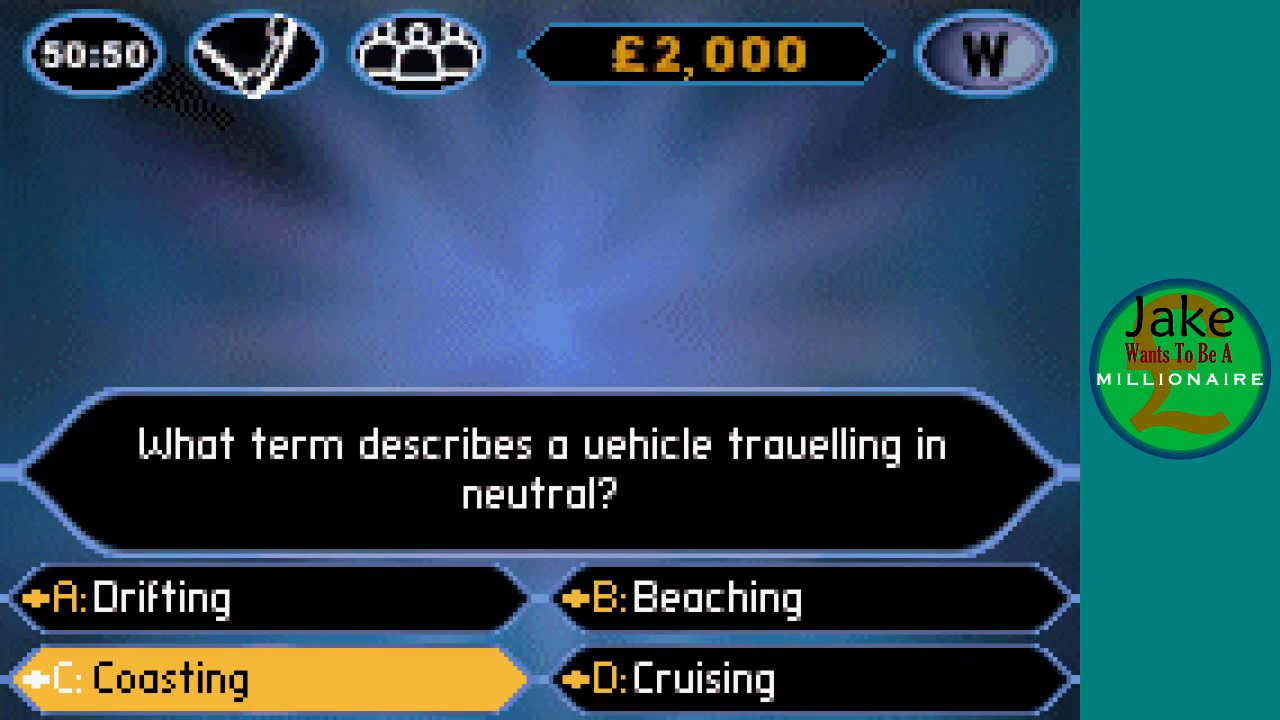 50:50
£2,000
W
What term describes a vehicle travelling in
neutral?
A: Drifting
B: Beaching
C: Coasting
D: Cruising
Jake
Wants To Be A
MILLIONAIRE
£